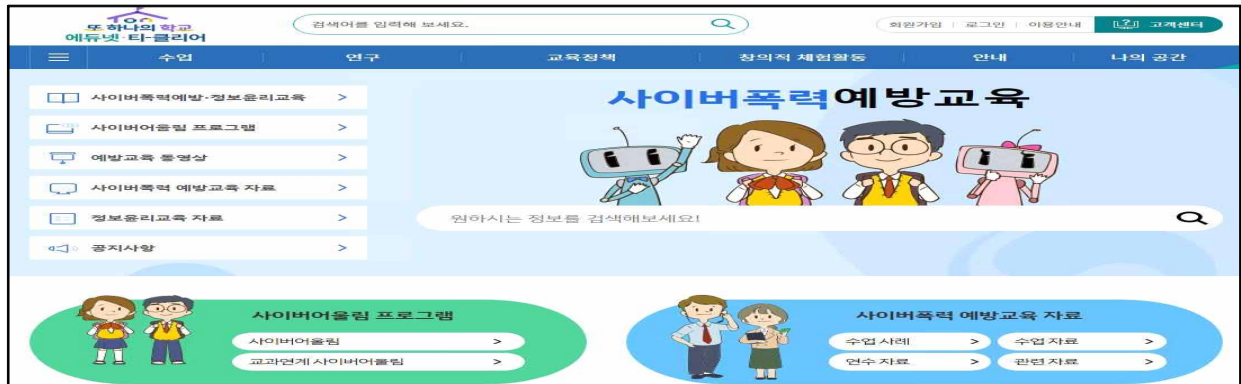 또 하나의 학교
에듀넷·티-클리어
검색어를 입력해 보세요.
회원가입 | 로그인 | 이용안내
고객센터
수업
연구
교육정책
창의적 체험활동
안내
나의 공간
사이버폭력예방·정보윤리교육 >
사이버어울림 프로그램 >
예방교육 동영상 >
사이버폭력 예방교육 자료 >
정보윤리교육 자료 >
공지사항 >
사이버폭력예방교육
원하시는 정보를 검색해보세요!
사이버어울림 프로그램
사이버어울림 >
교과연계 사이버어울림 >
사이버폭력 예방교육 자료
수업 사례 >
수업 자료 >
연수 자료 >
관련 자료 >